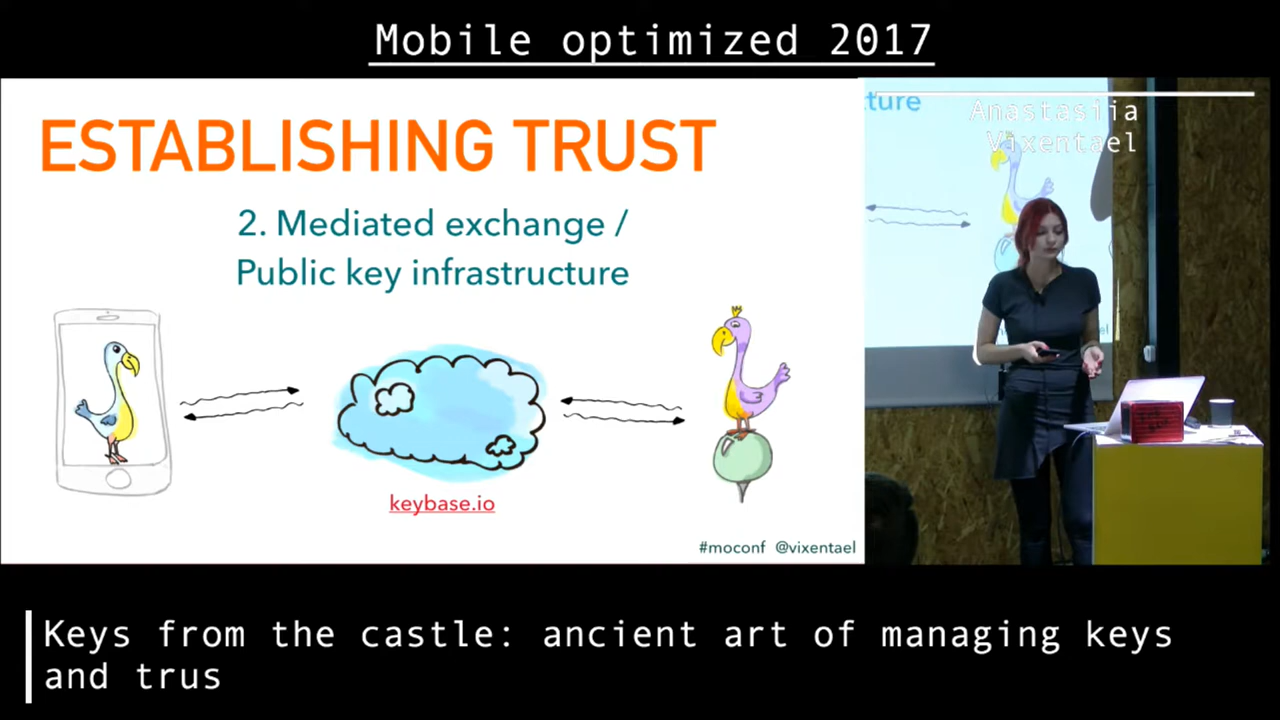 Mobile optimized 2017
ESTABLISHING TRUST
2. Mediated exchange /
Public key infrastructure
keybase.io
#moconf @vixentael
ture
Anastasiia
Vixentael
Keys from the castle: ancient art of managing keys
and trus